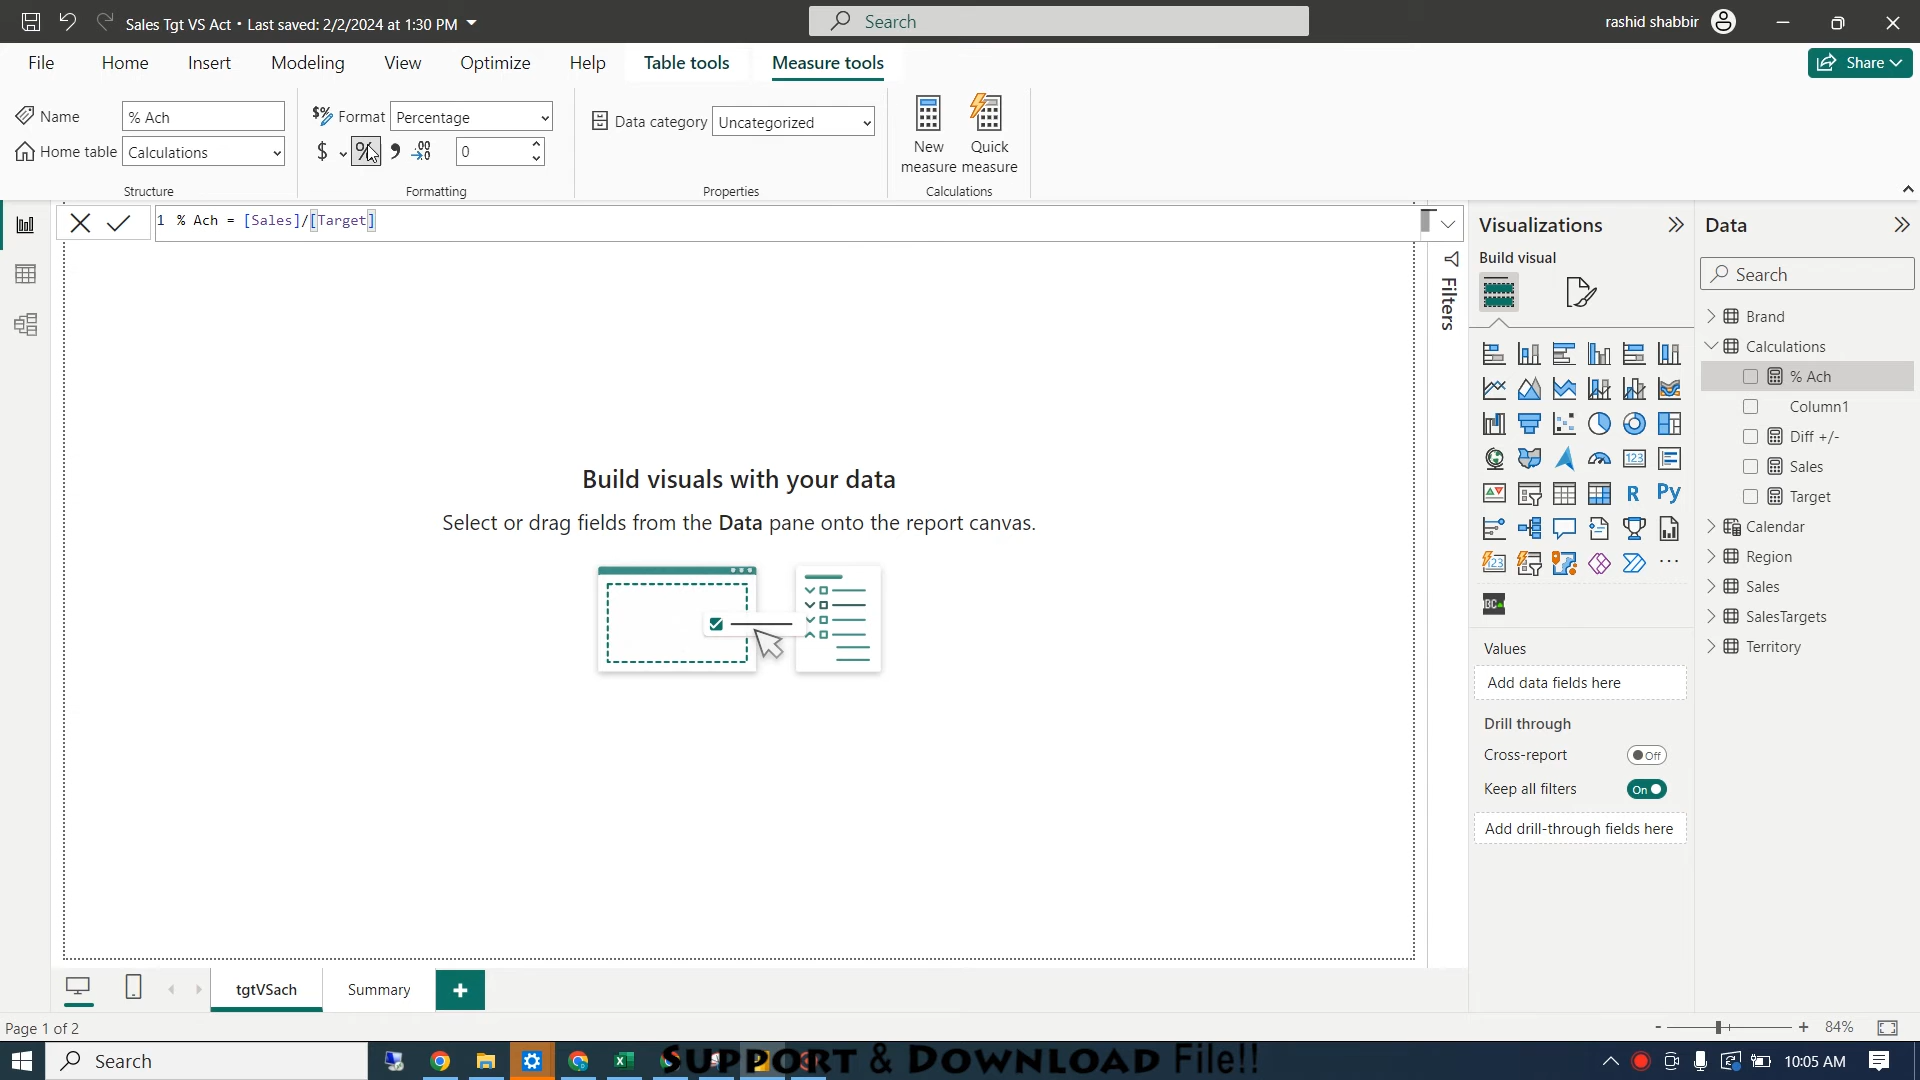 Sales Tgt VS Act • Last saved: 2/2/2024 at 1:30 PM
Search
rashid shabbir
File
Home
Insert
Modeling
View
Optimize
Help
Table tools
Measure tools
Share
Name
% Ach
Home table
Calculations
Structure
$% Format
Percentage
$
%
,
.00
0
Formatting
Data category
Uncategorized
Properties
New measure
Quick measure
Calculations
1 % Ach = [Sales]/[Target]
Build visuals with your data
Select or drag fields from the Data pane onto the report canvas.
Filters
Visualizations
Build visual
123
R
Py
123
Values
Add data fields here
Drill through
Cross-report
Off
Keep all filters
On
Add drill-through fields here
Data
Search
Brand
Calculations
% Ach
Column1
Diff +/-
Sales
Target
Calendar
Region
Sales
SalesTargets
Territory
tgtVSach
Summary
Page 1 of 2
84%
Search
Support & Download File!!
10:05 AM